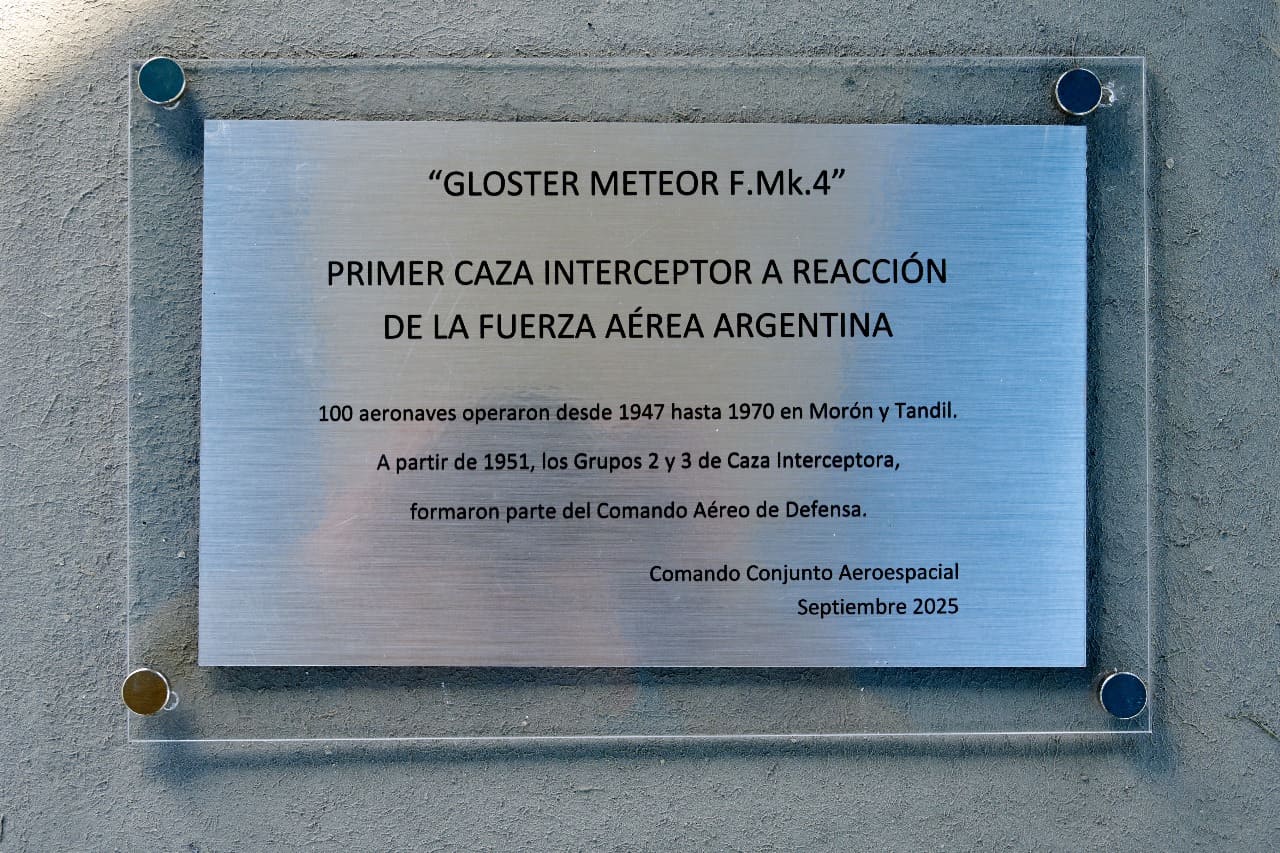 “GLOSTER METEOR F.Mk.4”
PRIMER CAZA INTERCEPTOR A REACCIÓN
DE LA FUERZA AÉREA ARGENTINA
100 aeronaves operaron desde 1947 hasta 1970 en Morón y Tandil.
A partir de 1951, los Grupos 2 y 3 de Caza Interceptora,
formaron parte del Comando Aéreo de Defensa.
Comando Conjunto Aeroespacial
Septiembre 2025